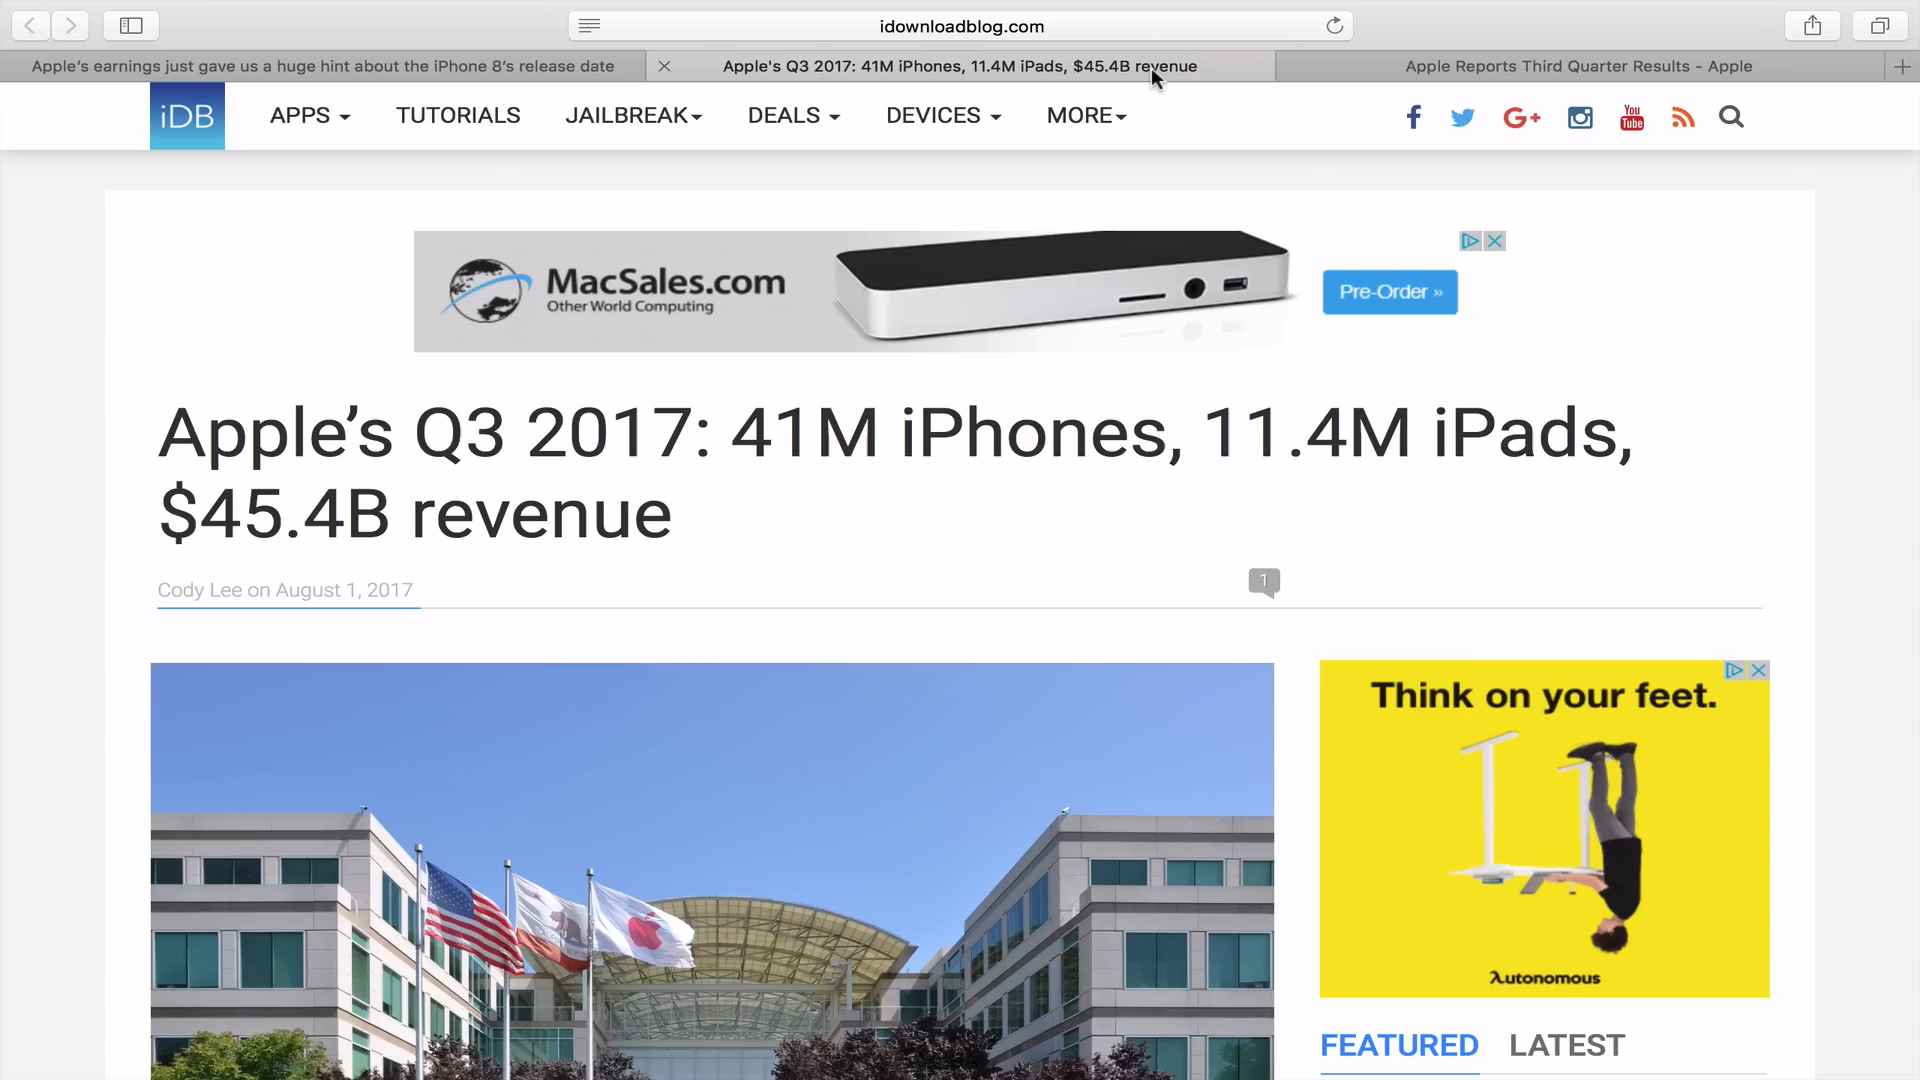 idownloadblog.com
Apple’s earnings just gave us a huge hint about the iPhone 8’s release date
Apple's Q3 2017: 41M iPhones, 11.4M iPads, $45.4B revenue
Apple Reports Third Quarter Results - Apple
iDB
APPS
TUTORIALS
JAILBREAK
DEALS
DEVICES
MORE
G+
You
Tube
MacSales.com
Other World Computing
Pre-Order »
Apple’s Q3 2017: 41M iPhones, 11.4M iPads,
$45.4B revenue
Cody Lee on August 1, 2017
1
Think on your feet.
Autonomous
FEATURED
LATEST